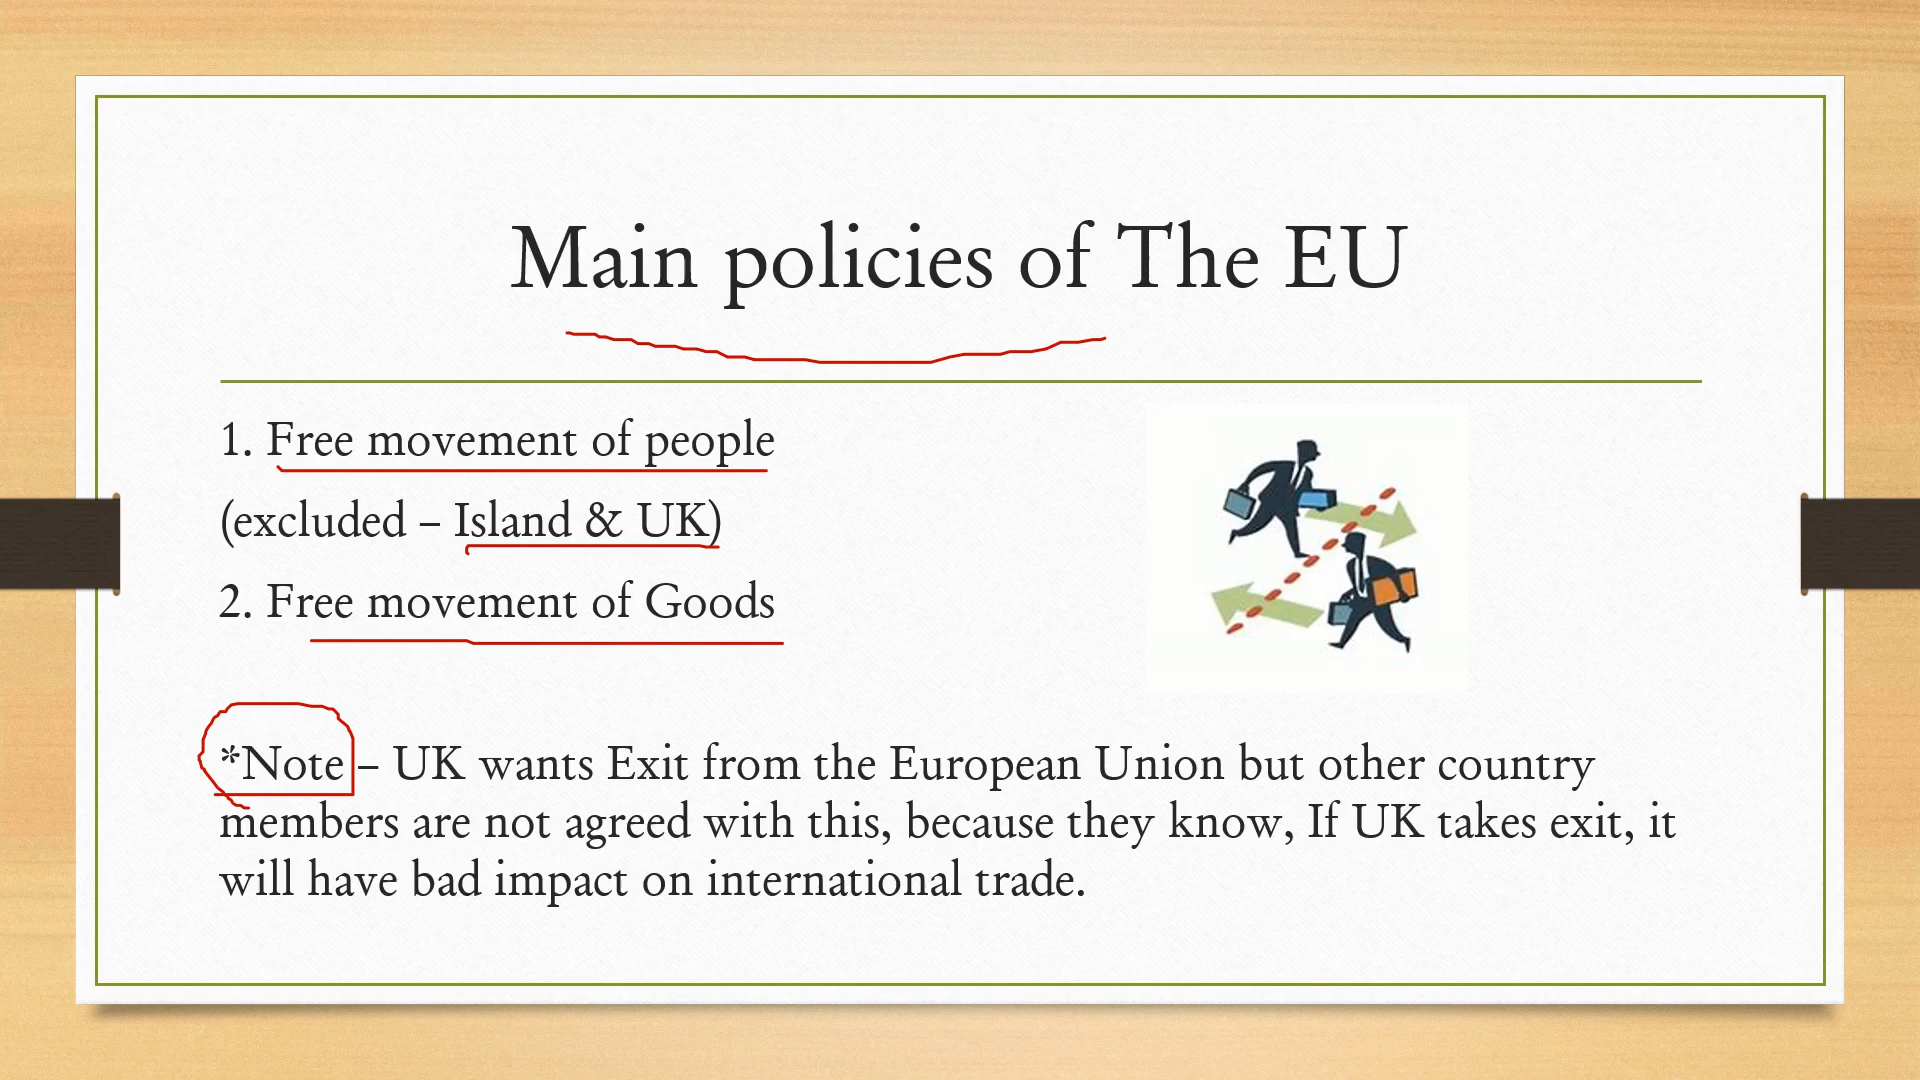 Main policies of The EU
1. Free movement of people
(excluded – Island & UK)
2. Free movement of Goods
*Note – UK wants Exit from the European Union but other country
members are not agreed with this, because they know, If UK takes exit, it
will have bad impact on international trade.